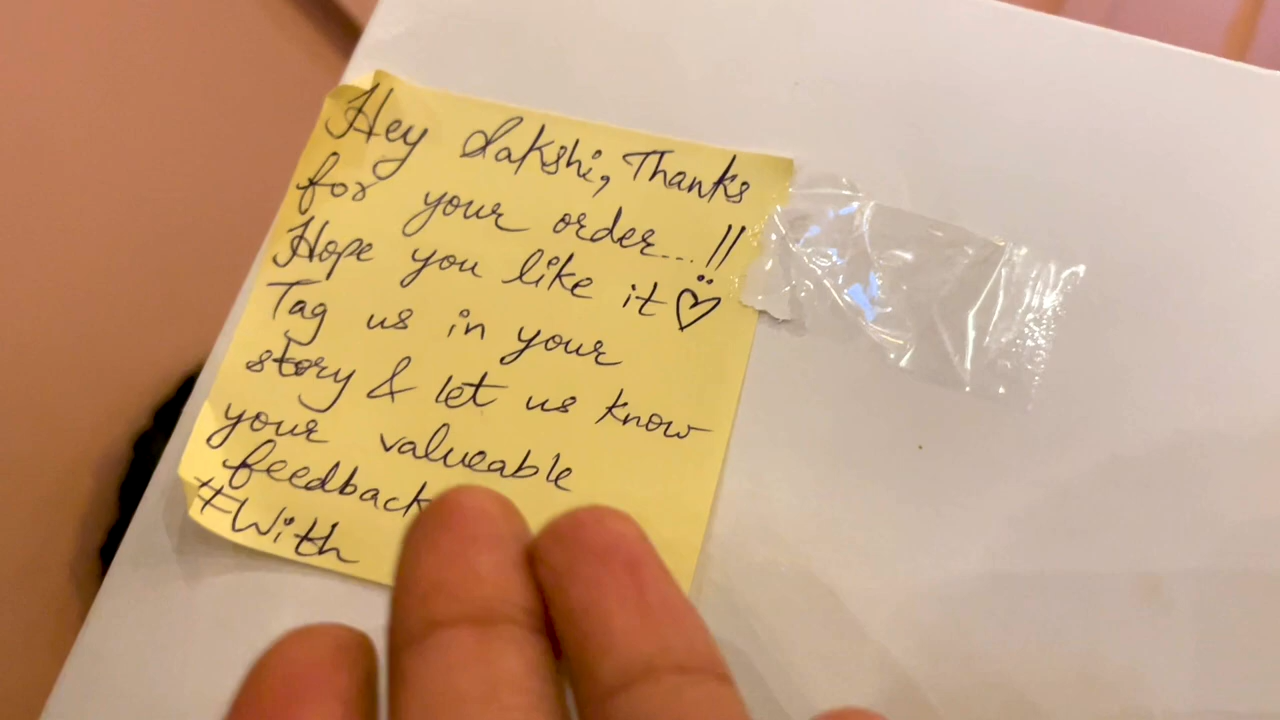 Hey Sakshi, Thanks
for your order...!!
Hope you like it
Tag us in your
story & let us know
your valueable
feedback
#With